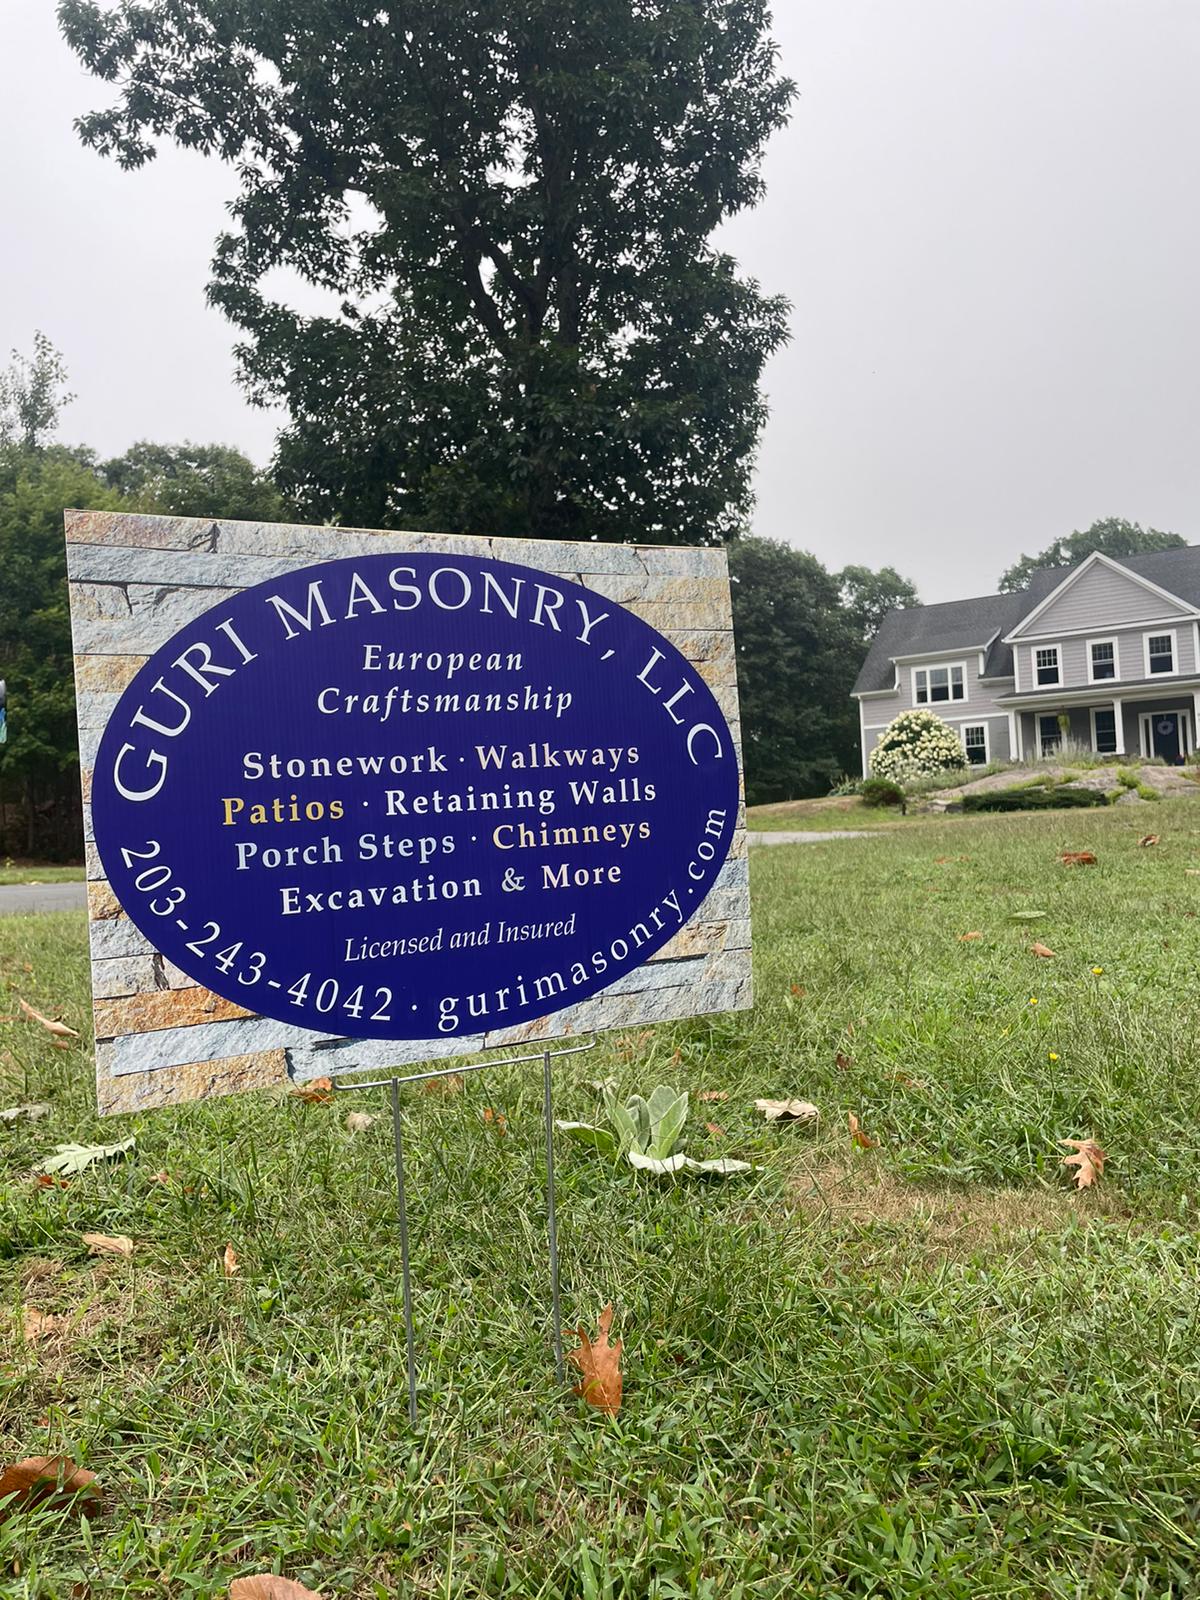 GURI MASONRY, LLC
European
Craftsmanship
Stonework · Walkways
Patios · Retaining Walls
Porch Steps · Chimneys
Excavation & More
Licensed and Insured
203-243-4042 · gurimasonry.com